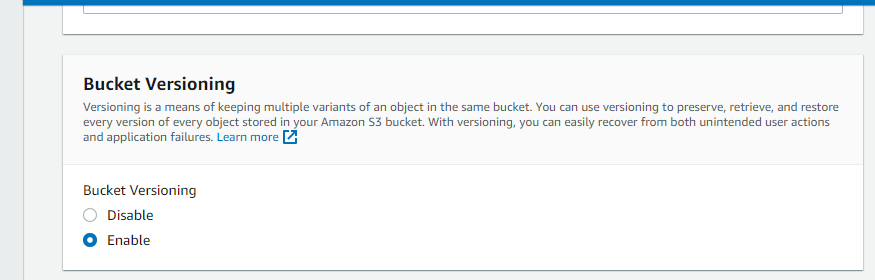 Bucket Versioning
Versioning is a means of keeping multiple variants of an object in the same bucket. You can use versioning to preserve, retrieve, and restore
every version of every object stored in your Amazon S3 bucket. With versioning, you can easily recover from both unintended user actions
and application failures. Learn more
Bucket Versioning
Disable
Enable